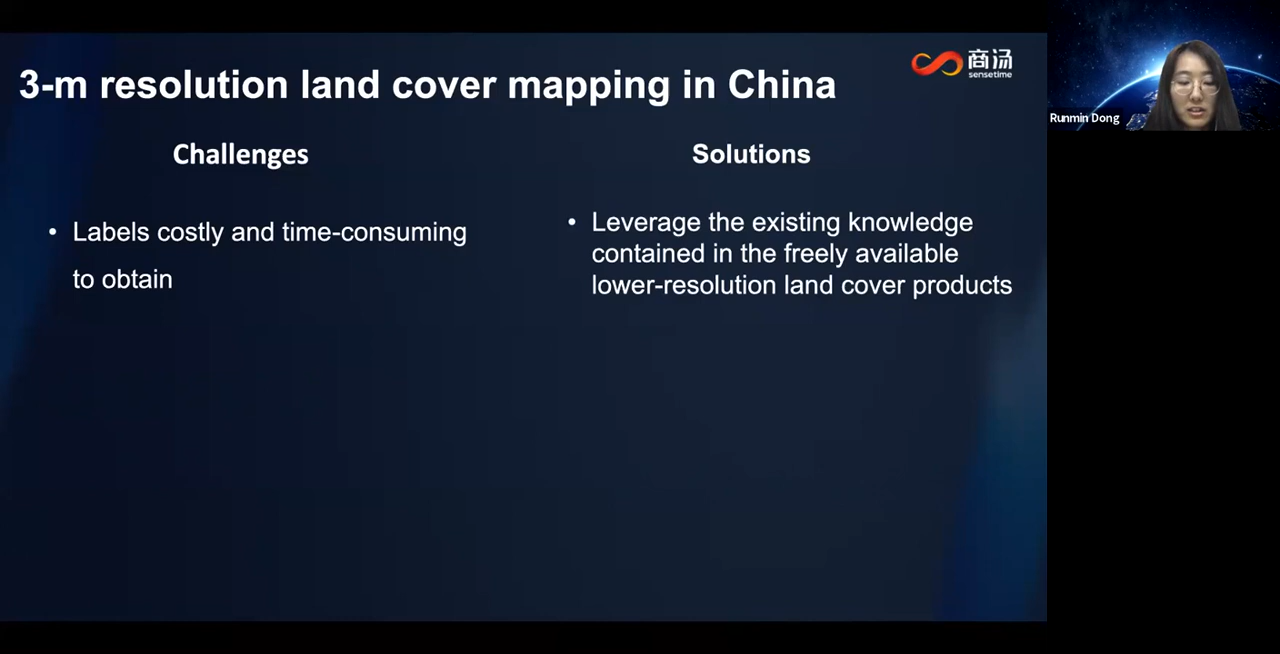 3-m resolution land cover mapping in China
商汤
sensetime
Runmin Dong
Challenges
Solutions
• Labels costly and time-consuming
to obtain
• Leverage the existing knowledge
contained in the freely available
lower-resolution land cover products